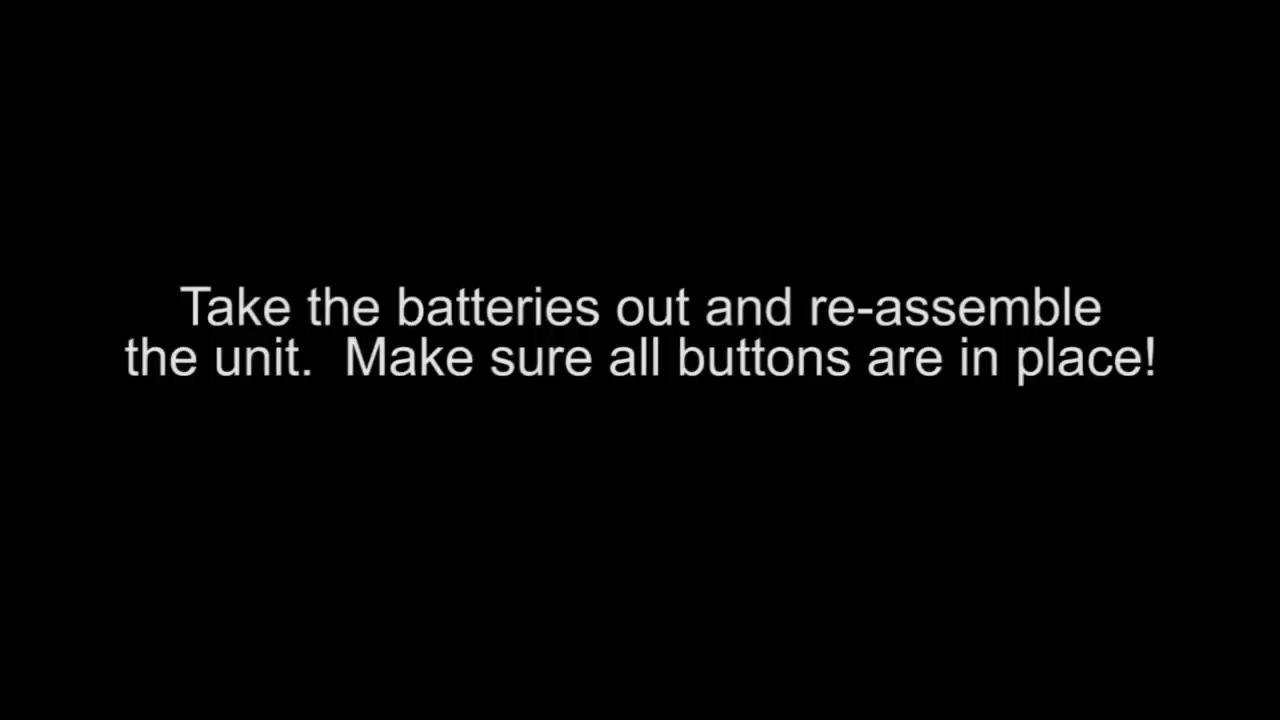 Take the batteries out and re-assemble
the unit.  Make sure all buttons are in place!